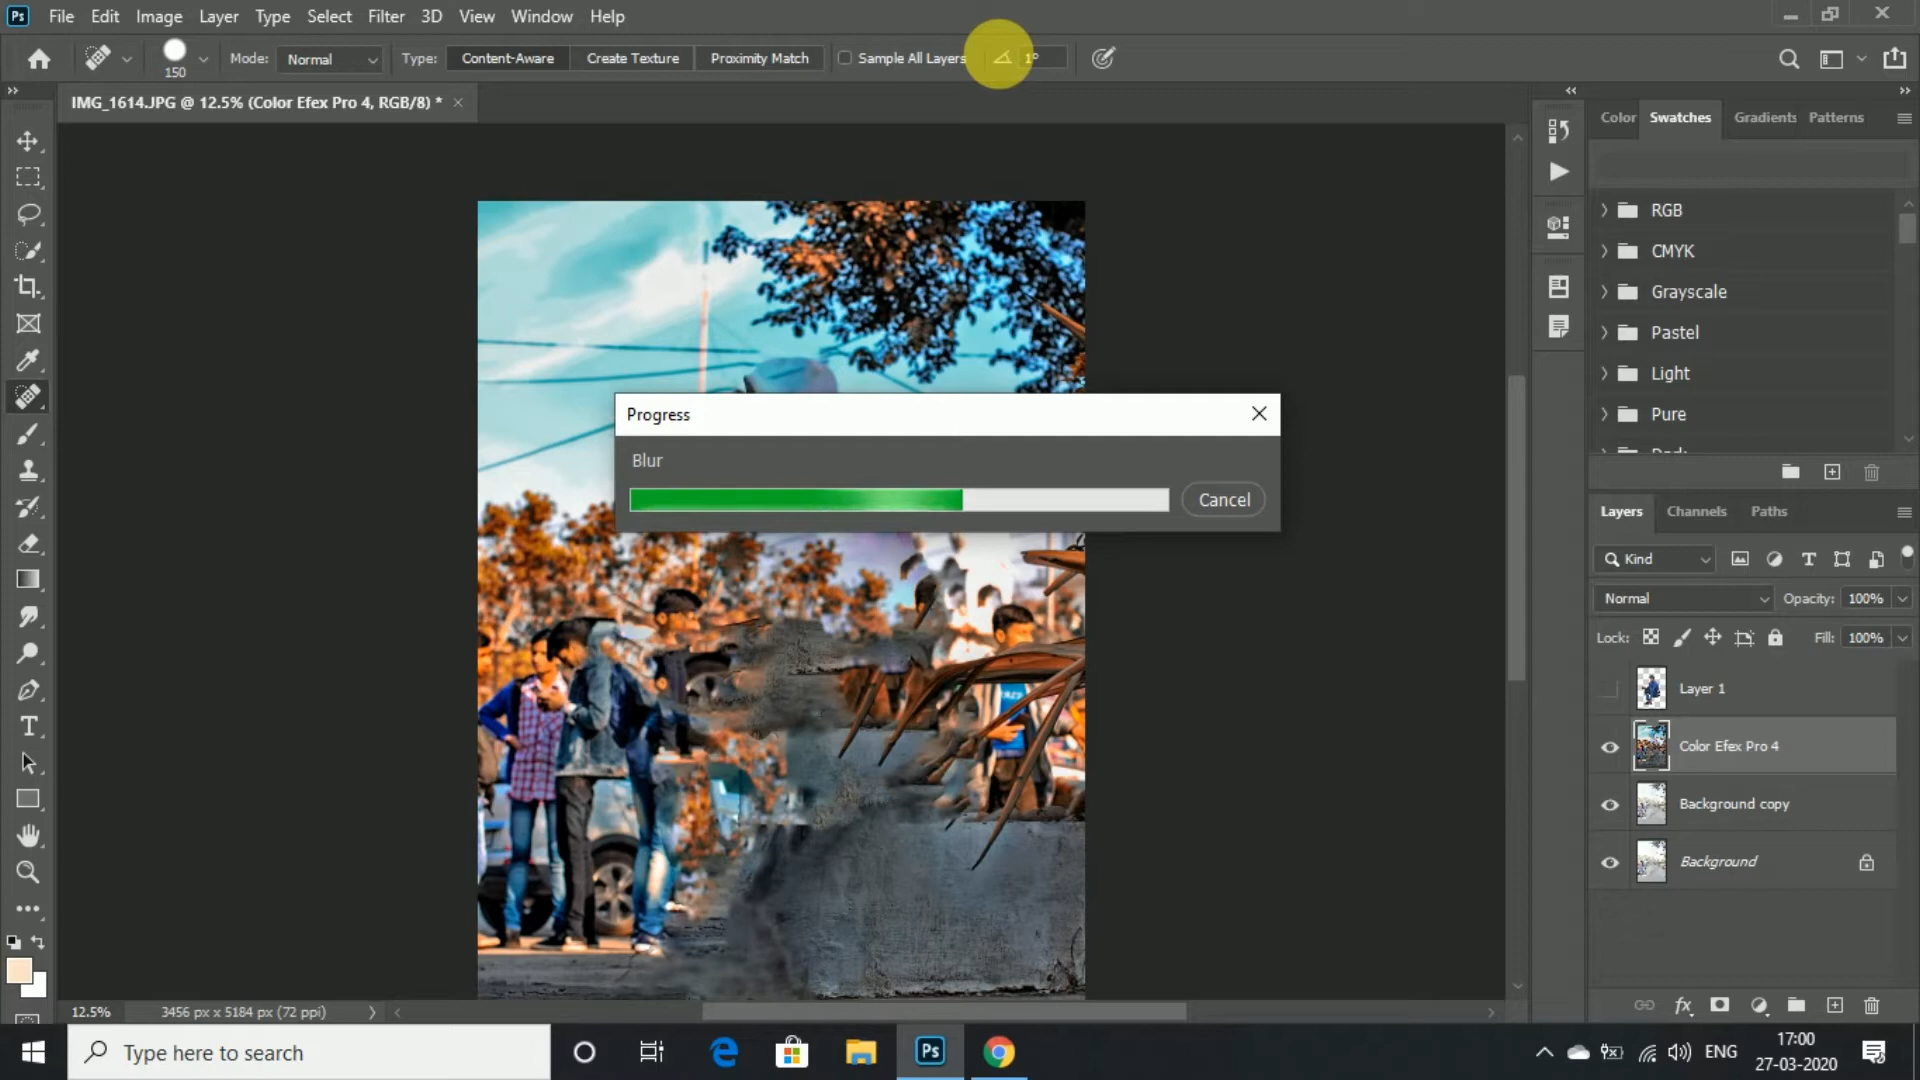 Ps File Edit Image Layer Type Select Filter 3D View Window Help
150 Mode: Normal Type: Content-Aware Create Texture Proximity Match Sample All Layers 1°
IMG_1614.JPG @ 12.5% (Color Efex Pro 4, RGB/8) *
Color Swatches Gradients Patterns
RGB
CMYK
Grayscale
Pastel
Light
Pure
Dark
Progress
Blur
Cancel
Layers Channels Paths
Kind
Normal Opacity: 100%
Lock: Fill: 100%
Layer 1
Color Efex Pro 4
Background copy
Background
12.5% 3456 px x 5184 px (72 ppi)
Type here to search
Ps
ENG
17:00
27-03-2020